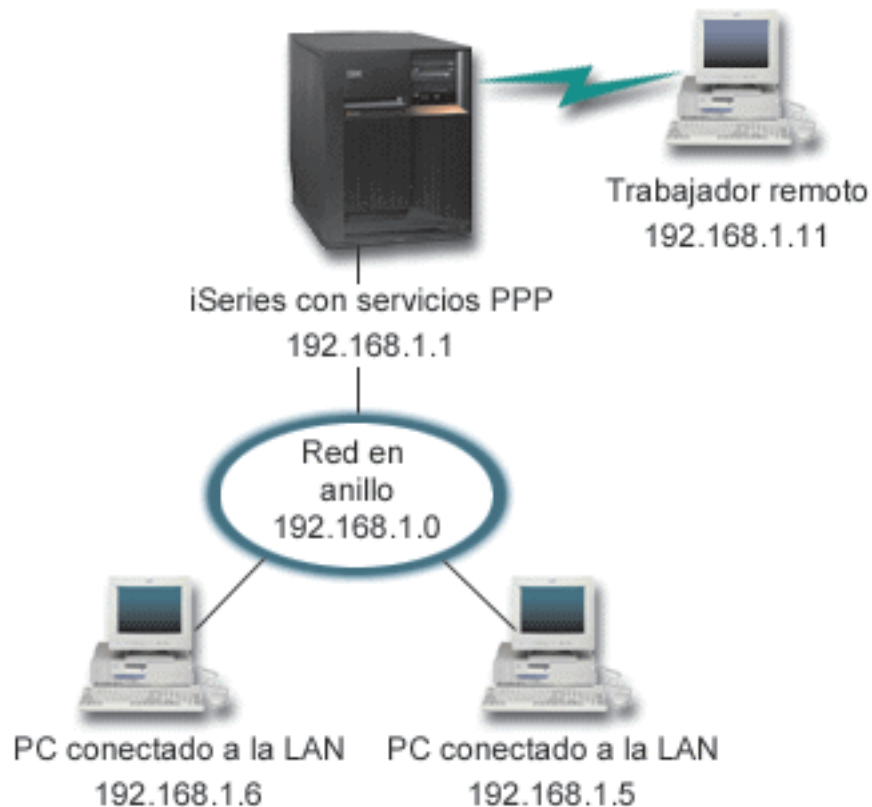 Trabajador remoto
192.168.1.11
iSeries con servicios PPP
192.168.1.1
Red en
anillo
192.168.1.0
PC conectado a la LAN
192.168.1.6
PC conectado a la LAN
192.168.1.5